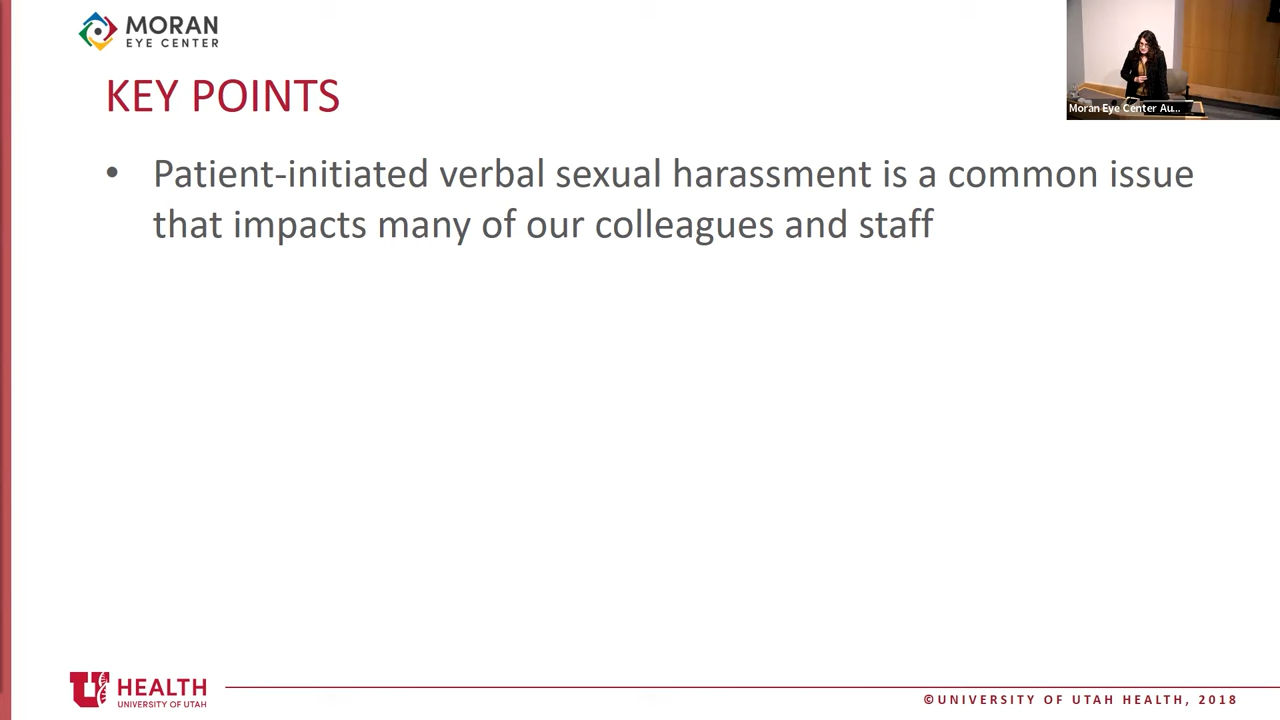 MORAN
EYE CENTER
Moran Eye Center Au...
KEY POINTS
• Patient-initiated verbal sexual harassment is a common issue
that impacts many of our colleagues and staff
U HEALTH
UNIVERSITY OF UTAH
©UNIVERSITY OF UTAH HEALTH, 2018